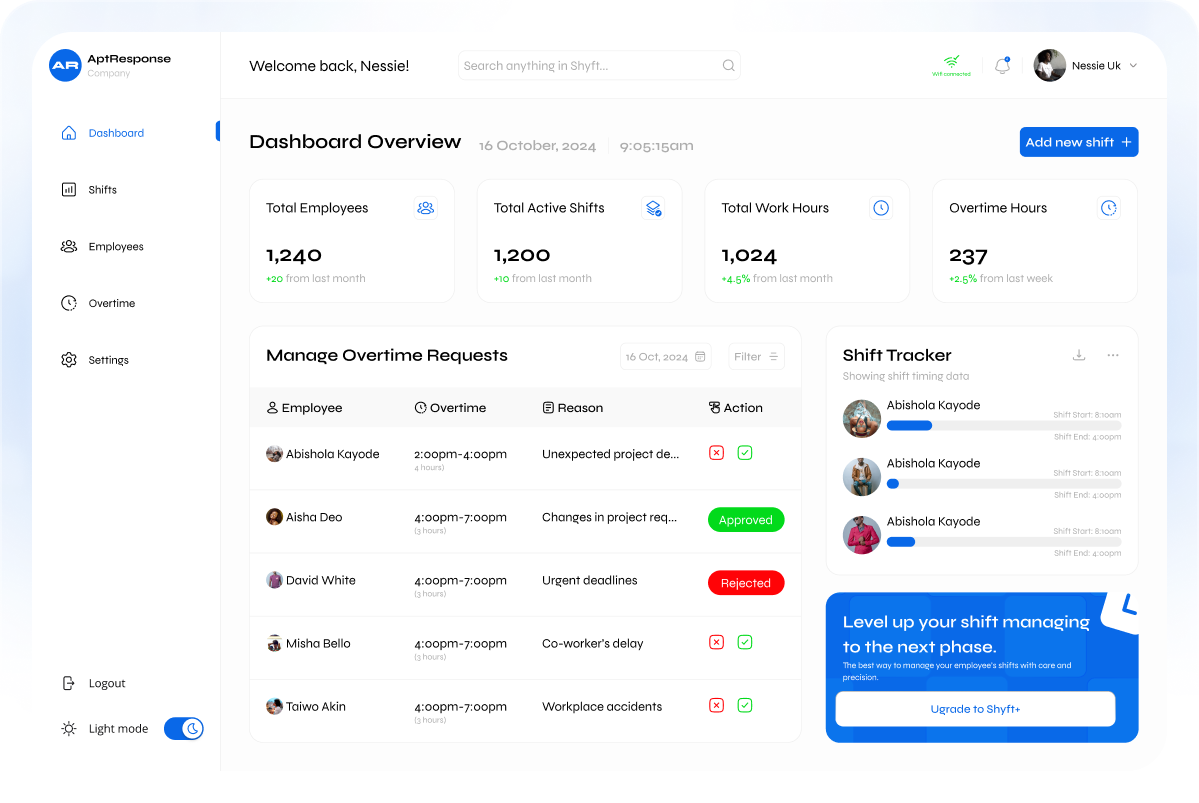 AR
AptResponse
Company
Welcome back, Nessie!
Search anything in Shyft...
Wifi connected
Nessie Uk
Dashboard
Shifts
Employees
Overtime
Settings
Logout
Light mode
Dashboard Overview
16 October, 2024
9:05:15am
Add new shift +
Total Employees
1,240
+20 from last month
Total Active Shifts
1,200
+10 from last month
Total Work Hours
1,024
+4.5% from last month
Overtime Hours
237
+2.5% from last week
Manage Overtime Requests
16 Oct, 2024
Filter
Employee
Overtime
Reason
Action
Abishola Kayode
2:00pm-4:00pm
4 hours)
Unexpected project de...
Aisha Deo
4:00pm-7:00pm
(3 hours)
Changes in project req...
Approved
David White
4:00pm-7:00pm
(3 hours)
Urgent deadlines
Rejected
Misha Bello
4:00pm-7:00pm
(3 hours)
Co-worker's delay
Taiwo Akin
4:00pm-7:00pm
(3 hours)
Workplace accidents
Shift Tracker
Showing shift timing data
Abishola Kayode
Shift Start: 8:10am
Shift End: 4:00pm
Abishola Kayode
Shift Start: 8:10am
Shift End: 4:00pm
Abishola Kayode
Shift Start: 8:10am
Shift End: 4:00pm
Level up your shift managing
to the next phase.
The best way to manage your employee's shifts with care and
precision.
Ugrade to Shyft+